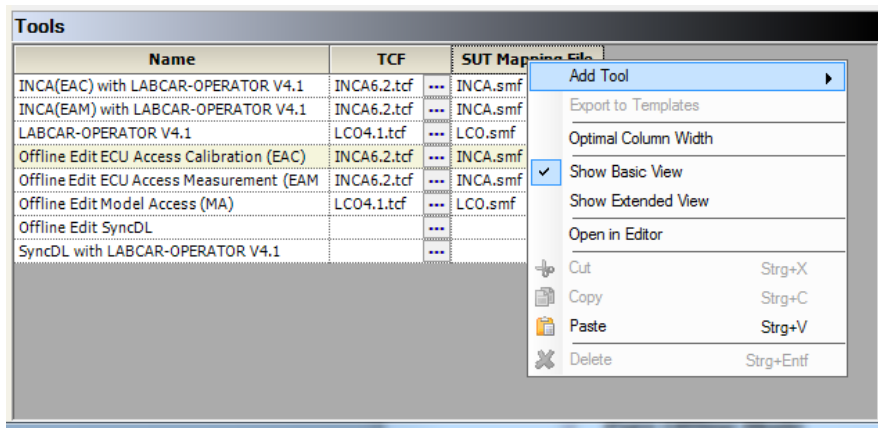 Tools
Name TCF SUT Mapping File
INCA(EAC) with LABCAR-OPERATOR V4.1 INCA6.2.tcf ... INCA.smf
INCA(EAM) with LABCAR-OPERATOR V4.1 INCA6.2.tcf ... INCA.smf
LABCAR-OPERATOR V4.1 LCO4.1.tcf ... LCO.smf
Offline Edit ECU Access Calibration (EAC) INCA6.2.tcf ... INCA.smf
Offline Edit ECU Access Measurement (EAM INCA6.2.tcf ... INCA.smf
Offline Edit Model Access (MA) LCO4.1.tcf ... LCO.smf
Offline Edit SyncDL ...
SyncDL with LABCAR-OPERATOR V4.1 ...
Add Tool
Export to Templates
Optimal Column Width
Show Basic View
Show Extended View
Open in Editor
Cut Strg+X
Copy Strg+C
Paste Strg+V
Delete Strg+Entf